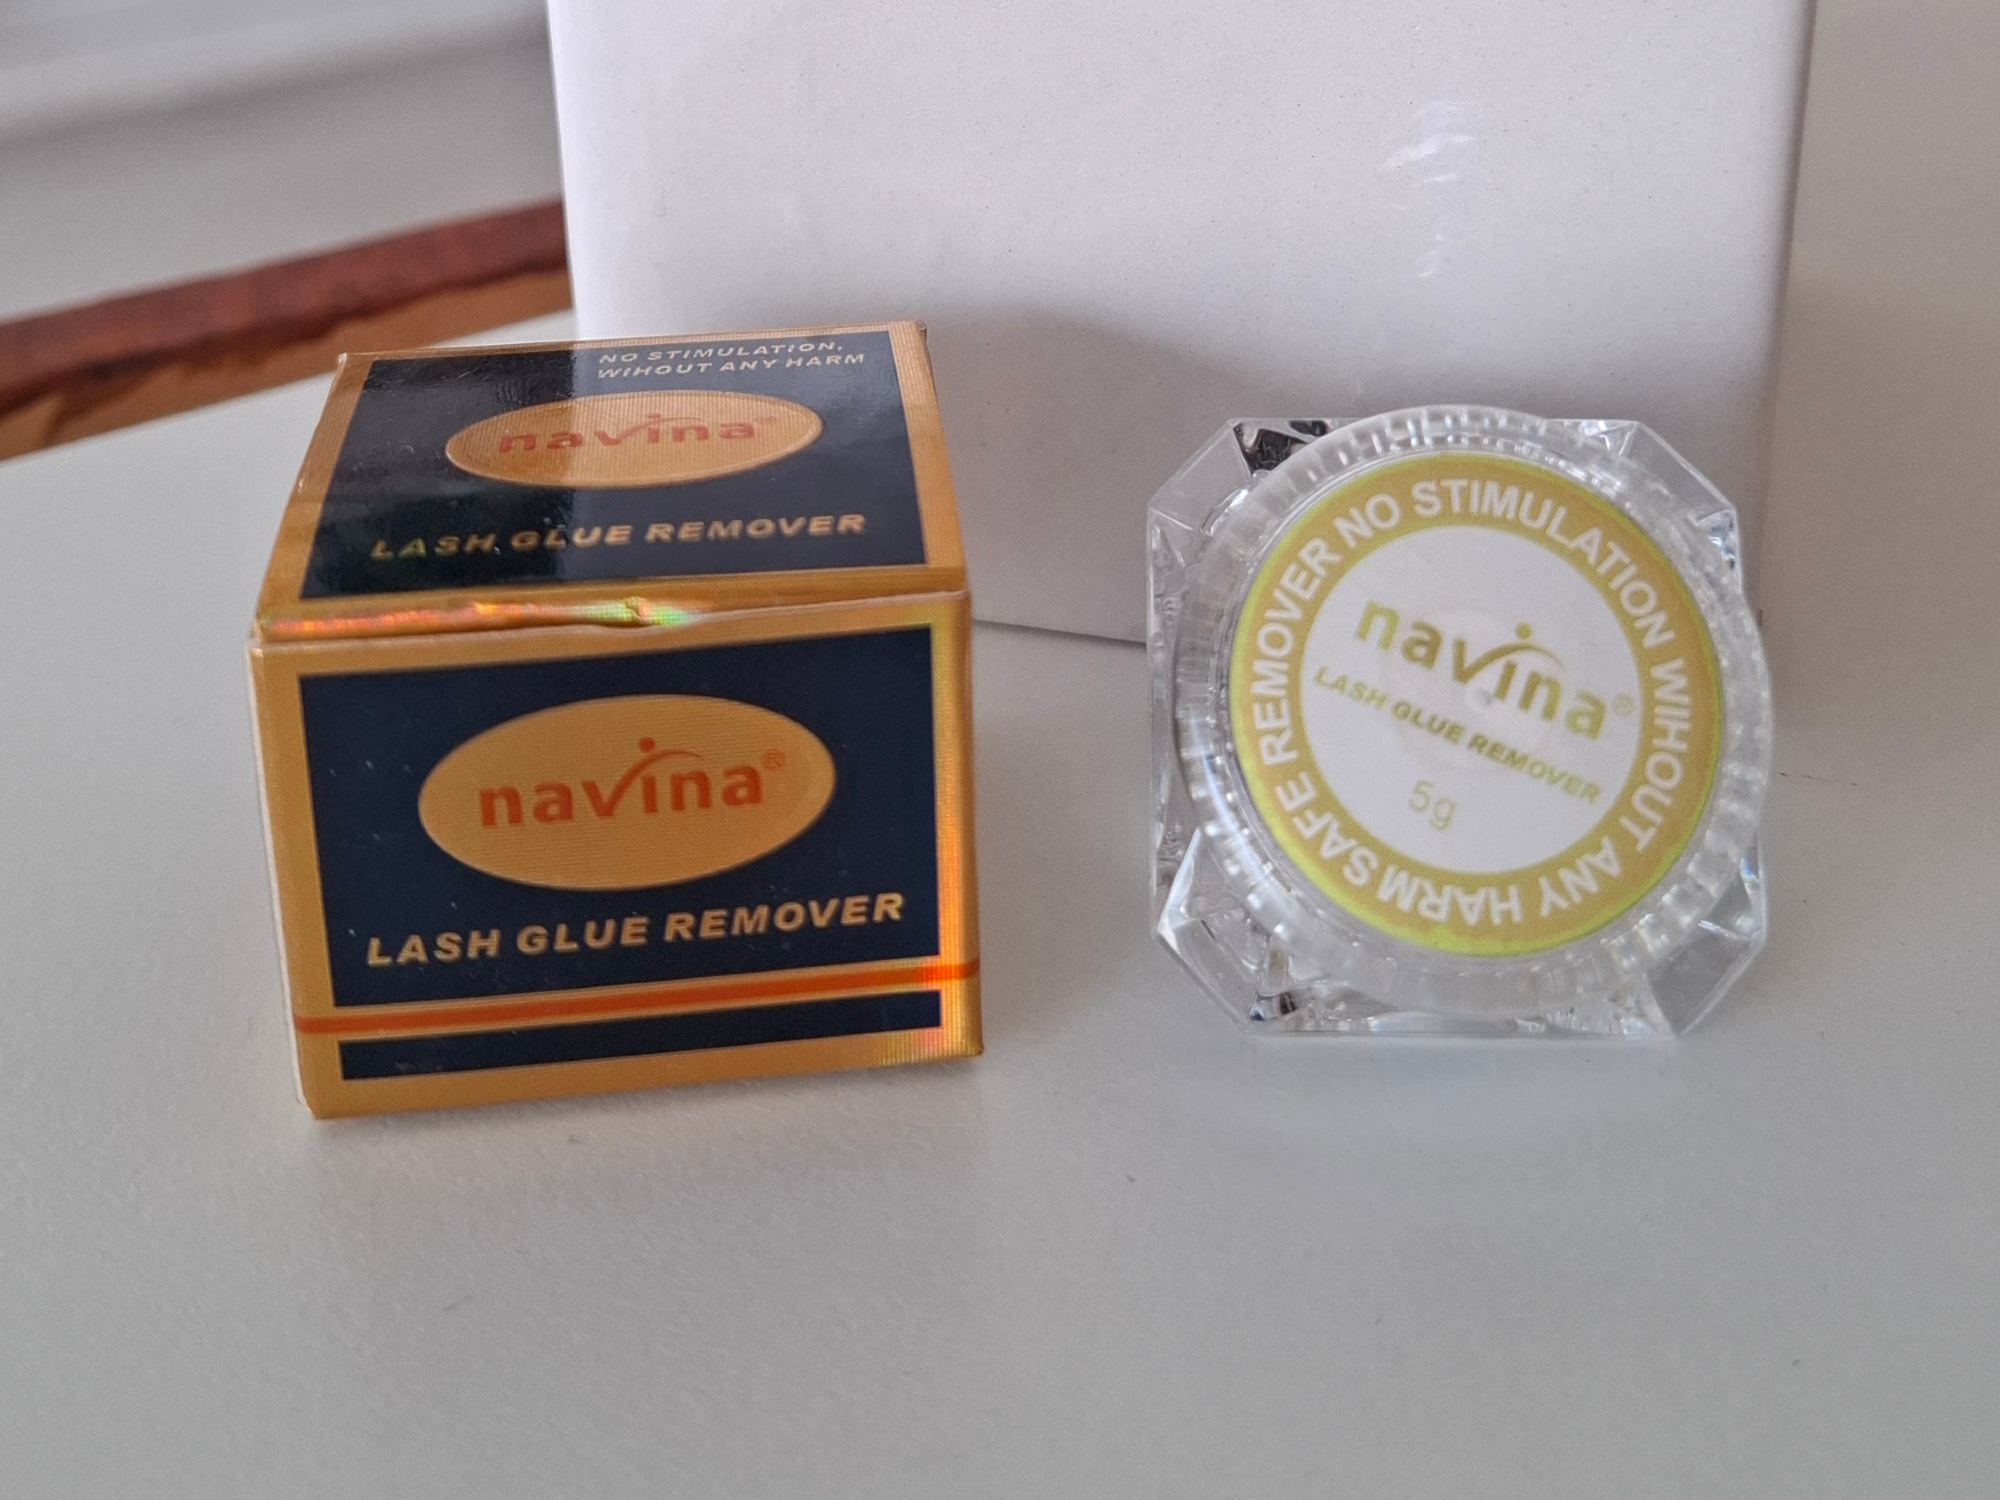 NO STIMULATION,
WIHOUT ANY HARM
navina®
LASH GLUE REMOVER
navina®
LASH GLUE REMOVER
SAFE REMOVER NO STIMULATION WIHOUT ANY HARM
navina®
LASH GLUE REMOVER
5g